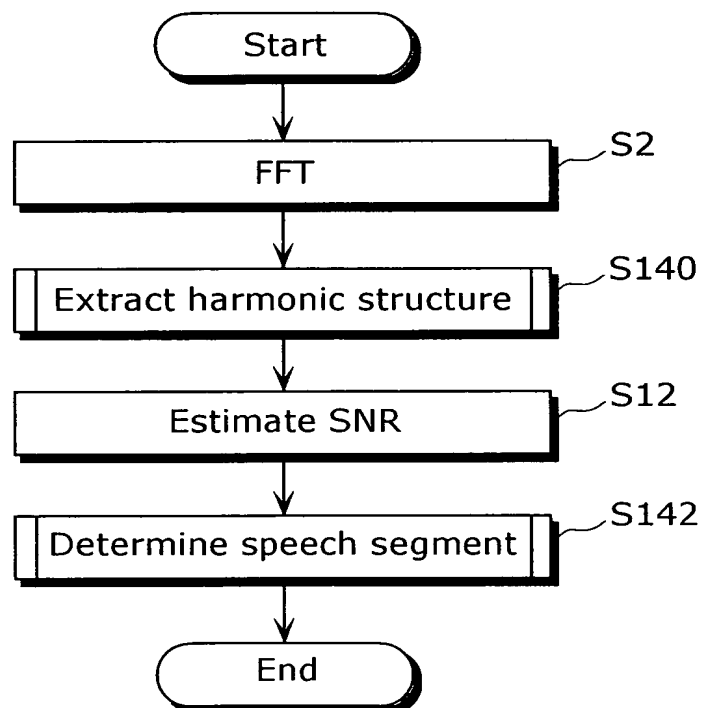 Start
FFT
S2
Extract harmonic structure
S140
Estimate SNR
S12
Determine speech segment
S142
End